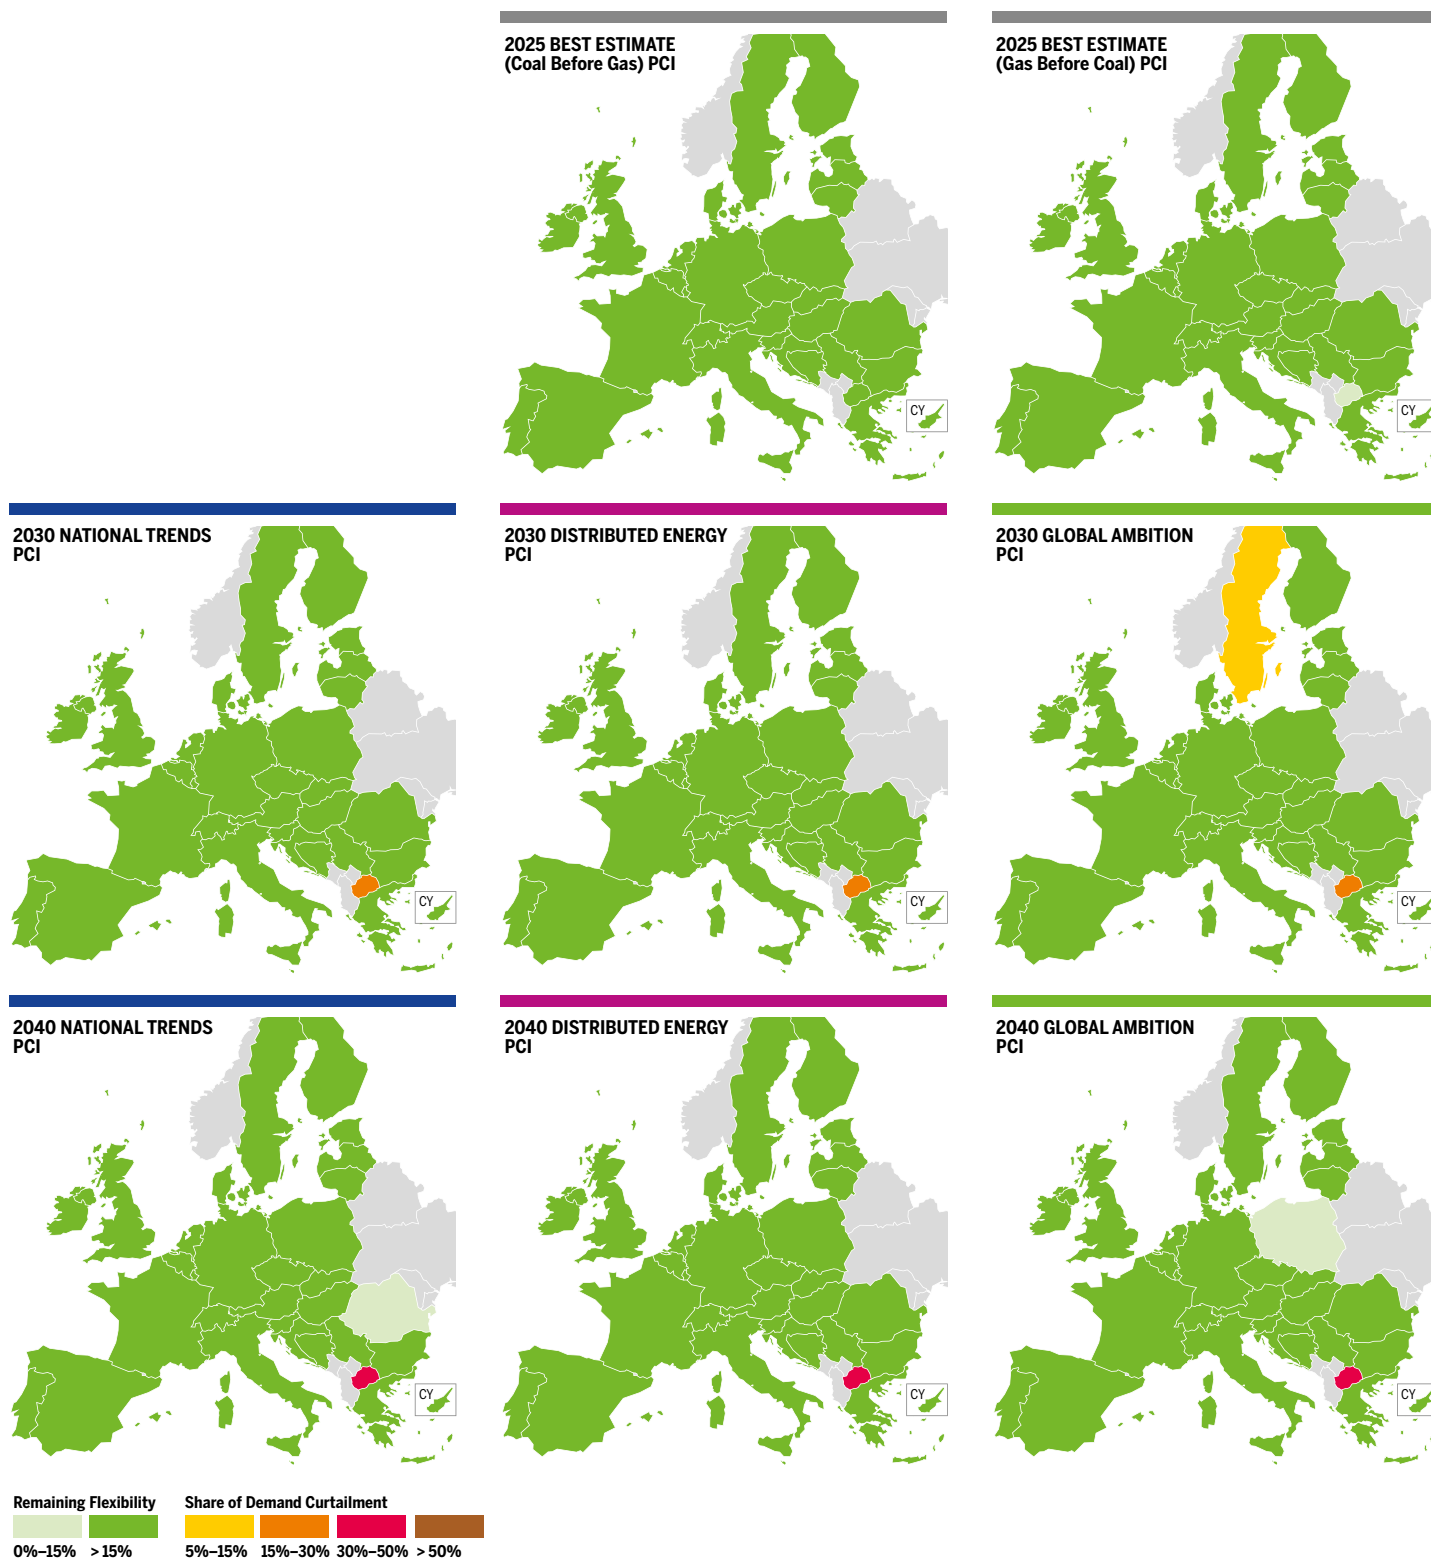 2025 BEST ESTIMATE
(Coal Before Gas) PCI
CY
2025 BEST ESTIMATE
(Gas Before Coal) PCI
CY
2030 NATIONAL TRENDS
PCI
CY
2030 DISTRIBUTED ENERGY
PCI
CY
2030 GLOBAL AMBITION
PCI
CY
2040 NATIONAL TRENDS
PCI
CY
2040 DISTRIBUTED ENERGY
PCI
CY
2040 GLOBAL AMBITION
PCI
CY
Remaining Flexibility
0%–15% > 15%
Share of Demand Curtailment
5%–15% 15%–30% 30%–50% > 50%